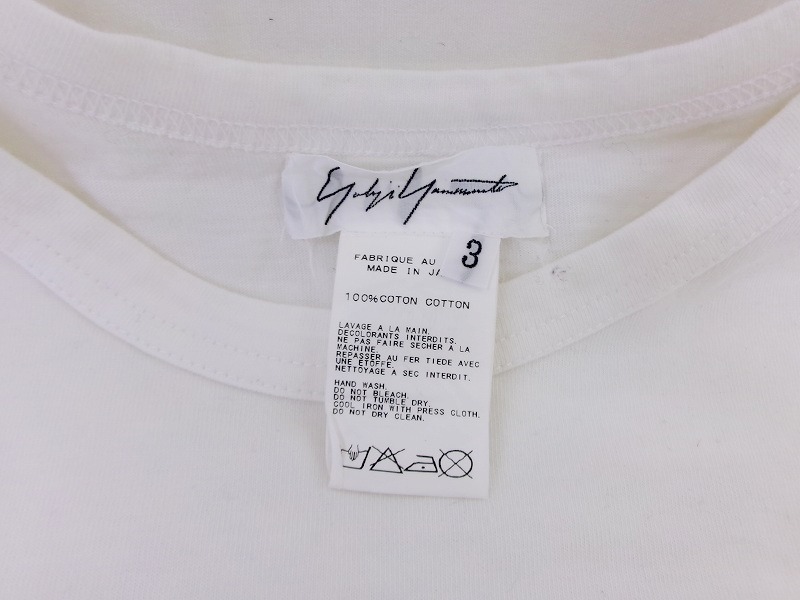 Yohji Yamamoto
3
FABRIQUE AU
MADE IN JA
100%COTON COTTON
LAVAGE A LA MAIN.
DECOLORANTS INTERDITS.
NE PAS FAIRE SECHER A LA
MACHINE.
REPASSER AU FER TIEDE AVEC
UNE ETOFFE.
NETTOYAGE A SEC INTERDIT.
HAND WASH.
DO NOT BLEACH.
DO NOT TUMBLE DRY.
COOL IRON WITH PRESS CLOTH.
DO NOT DRY CLEAN.